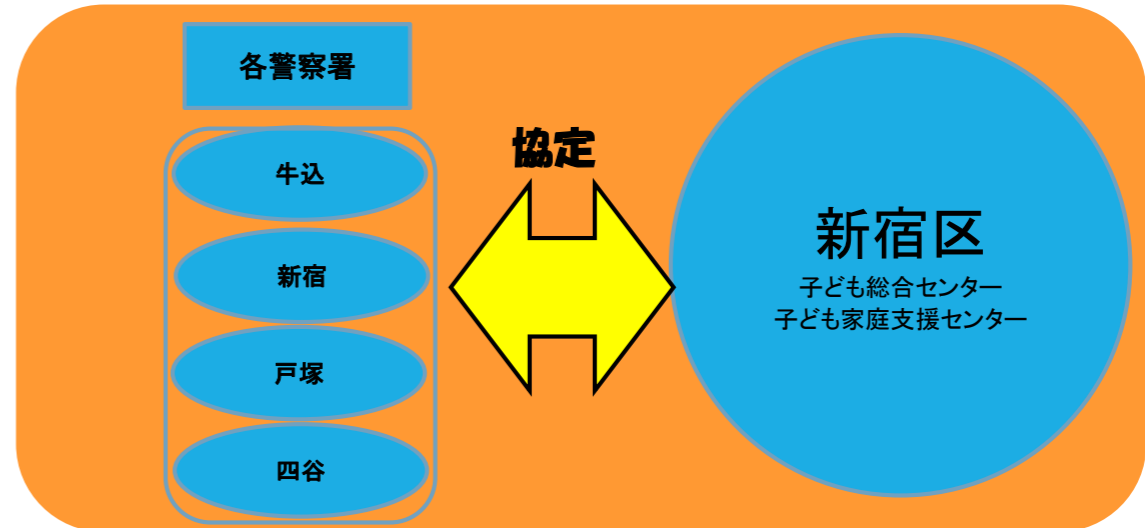 各警察署
牛込
新宿
戸塚
四谷
協定
新宿区
子ども総合センター
子ども家庭支援センター